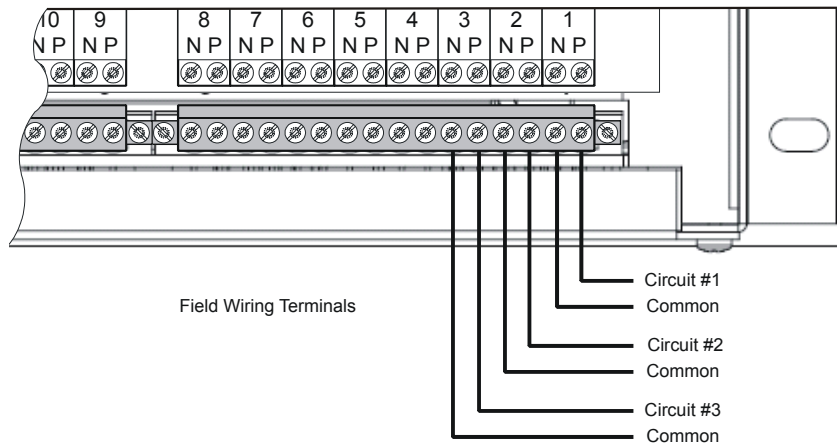 10 9 8 7 6 5 4 3 2 1
N P N P N P N P N P N P N P N P N P N P
Circuit #1
Field Wiring Terminals
Common
Circuit #2
Common
Circuit #3
Common